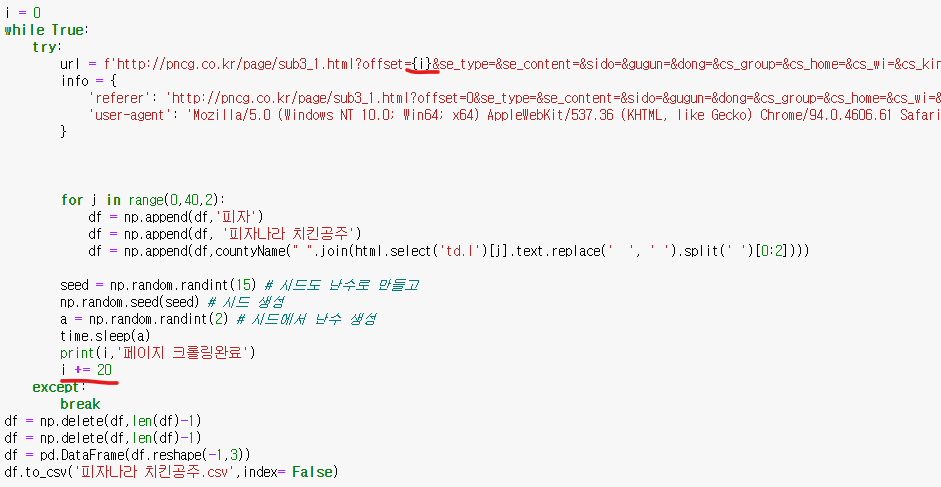 i = 0
while True:
try:
url = f'http://pncg.co.kr/page/sub3_1.html?offset={i}&se_type=&se_content=&sido=&gugun=&dong=&cs_group=&cs_home=&cs_wi=&cs_kin
info = {
'referer': 'http://pncg.co.kr/page/sub3_1.html?offset=0&se_type=&se_content=&sido=&gugun=&dong=&cs_group=&cs_home=&cs_wi=&
'user-agent': 'Mozilla/5.0 (Windows NT 10.0; Win64; x64) AppleWebKit/537.36 (KHTML, like Gecko) Chrome/94.0.4606.61 Safari
}
for j in range(0,40,2):
df = np.append(df,'피자')
df = np.append(df, '피자나라 치킨공주')
df = np.append(df,countyName(" ".join(html.select('td.l')[j].text.replace('  ', ' ').split(' ')[0:2])))
seed = np.random.randint(15) # 시드도 난수로 만들고
np.random.seed(seed) # 시드 생성
a = np.random.randint(2) # 시드에서 난수 생성
time.sleep(a)
print(i,'페이지 크롤링완료')
i += 20
except:
break
df = np.delete(df,len(df)-1)
df = np.delete(df,len(df)-1)
df = pd.DataFrame(df.reshape(-1,3))
df.to_csv('피자나라 치킨공주.csv',index= False)